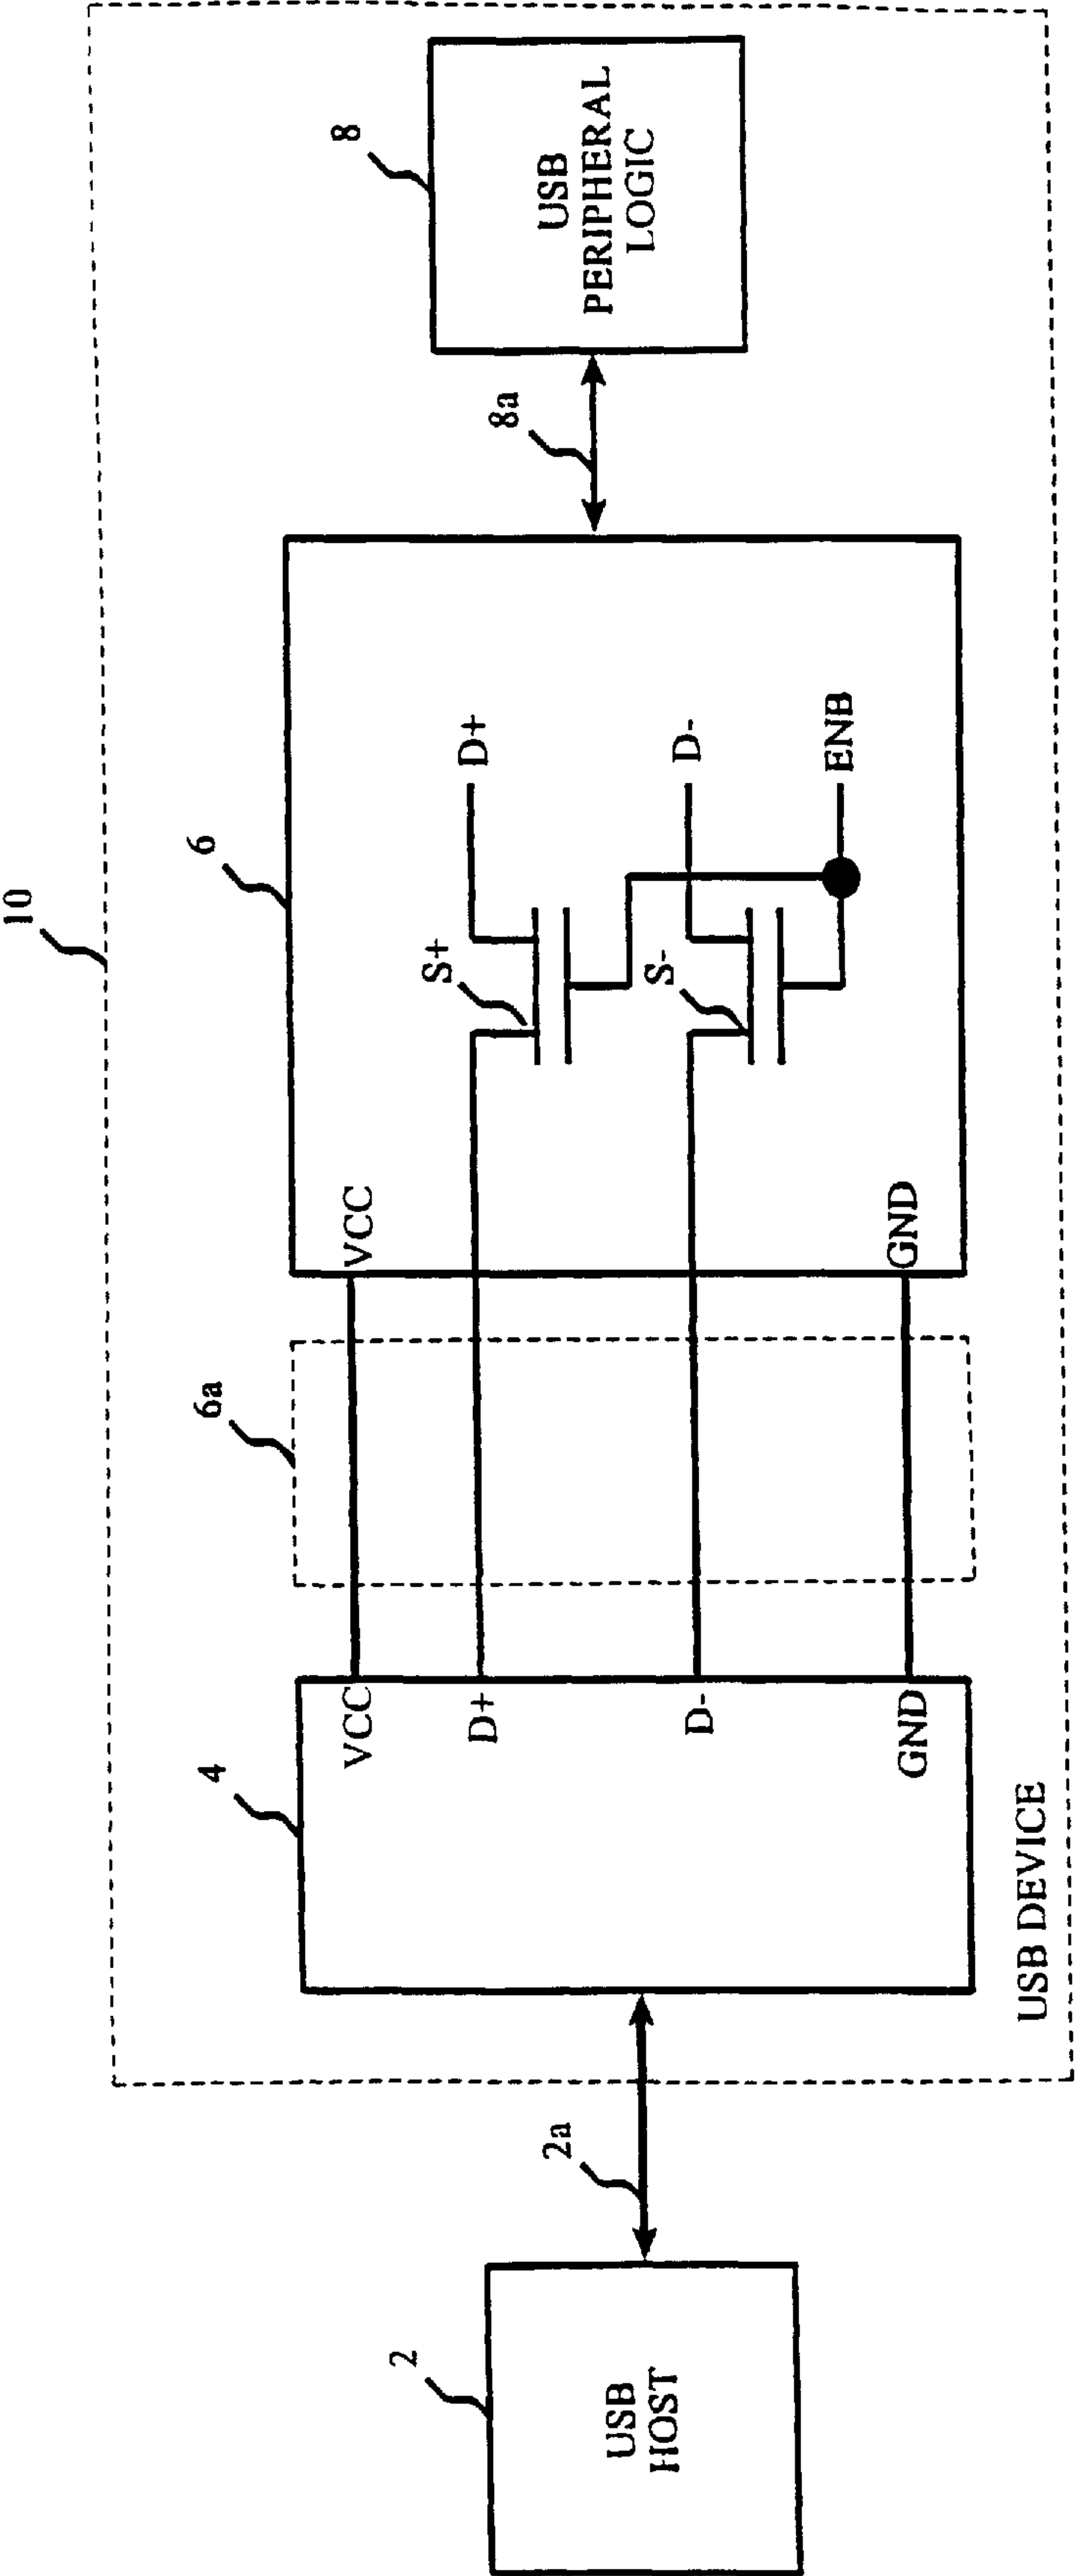 10
2
USB
HOST
2a
4
VCC
D+
D-
GND
USB DEVICE
6a
6
VCC
GND
S+
D+
S-
D-
ENB
8a
8
USB
PERIPHERAL
LOGIC